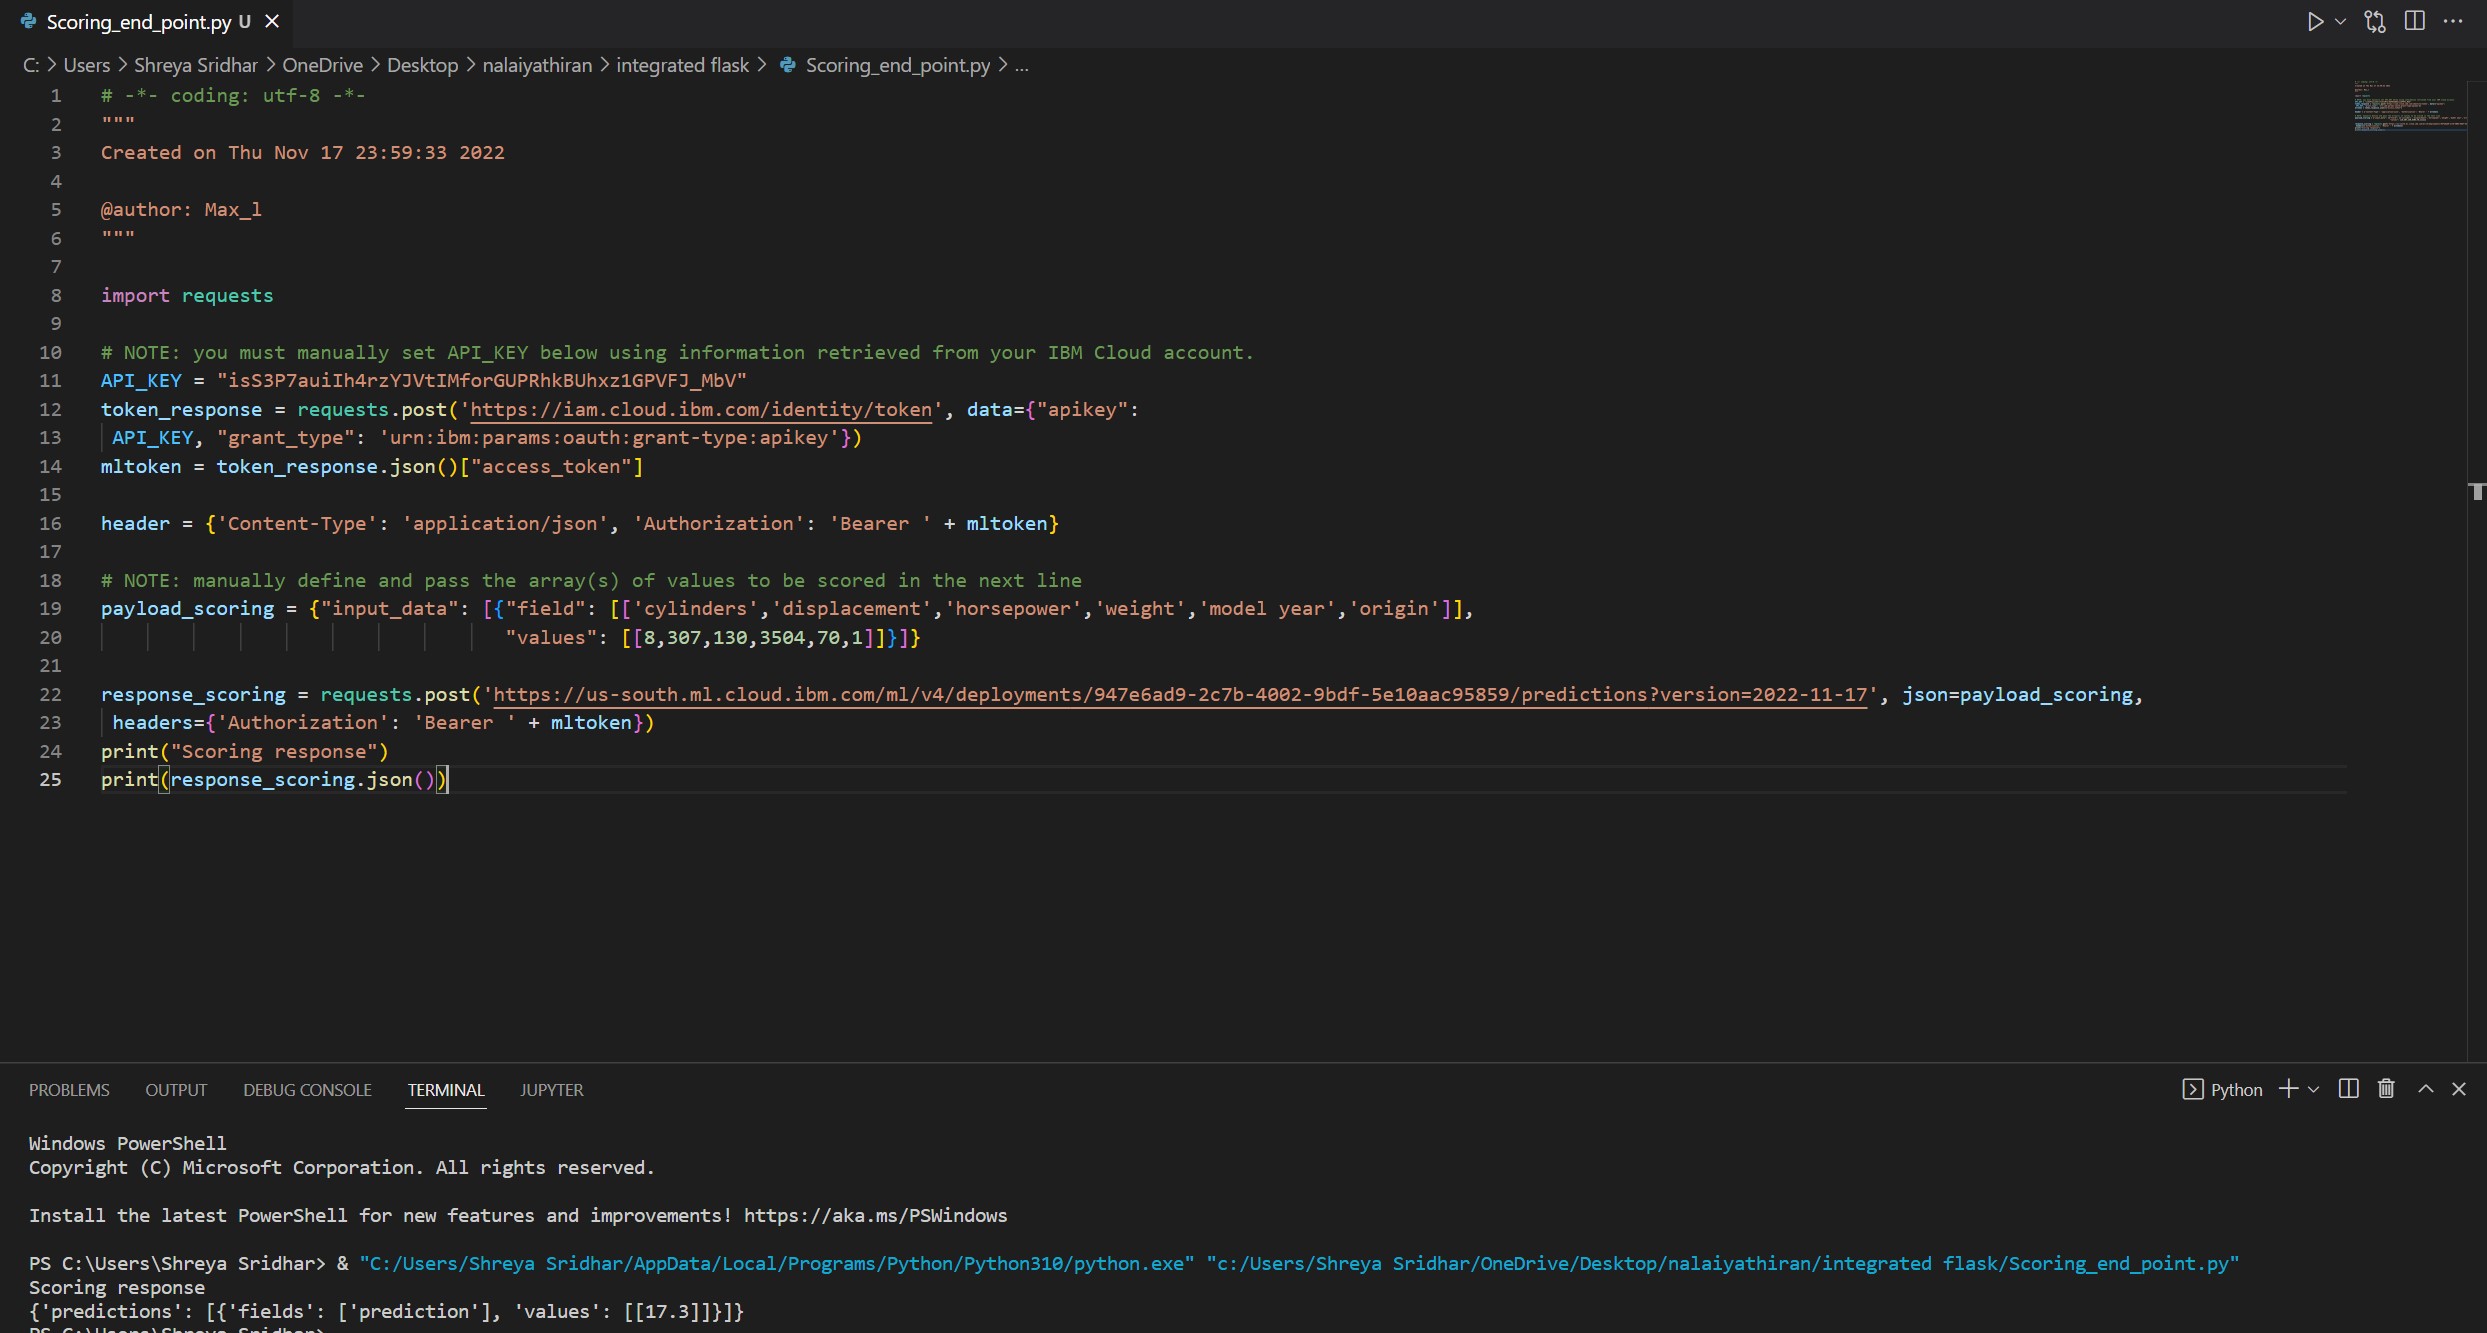 Scoring_end_point.py U
C: > Users > Shreya Sridhar > OneDrive > Desktop > nalaiyathiran > integrated flask > Scoring_end_point.py > ...
1 # -*- coding: utf-8 -*-
2 """
3 Created on Thu Nov 17 23:59:33 2022
4
5 @author: Max_l
6 """
7
8 import requests
9
10 # NOTE: you must manually set API_KEY below using information retrieved from your IBM Cloud account.
11 API_KEY = "isS3P7auiIh4rzYJVtIMforGUPRhkBUhxz1GPVFJ_MbV"
12 token_response = requests.post('https://iam.cloud.ibm.com/identity/token', data={"apikey":
13 API_KEY, "grant_type": 'urn:ibm:params:oauth:grant-type:apikey'})
14 mltoken = token_response.json()["access_token"]
15
16 header = {'Content-Type': 'application/json', 'Authorization': 'Bearer ' + mltoken}
17
18 # NOTE: manually define and pass the array(s) of values to be scored in the next line
19 payload_scoring = {"input_data": [{"field": [['cylinders','displacement','horsepower','weight','model year','origin']],
20 "values": [[8,307,130,3504,70,1]]}]}
21
22 response_scoring = requests.post('https://us-south.ml.cloud.ibm.com/ml/v4/deployments/947e6ad9-2c7b-4002-9bdf-5e10aac95859/predictions?version=2022-11-17', json=payload_scoring,
23 headers={'Authorization': 'Bearer ' + mltoken})
24 print("Scoring response")
25 print(response_scoring.json())
PROBLEMS OUTPUT DEBUG CONSOLE TERMINAL JUPYTER Python
Windows PowerShell
Copyright (C) Microsoft Corporation. All rights reserved.
Install the latest PowerShell for new features and improvements! https://aka.ms/PSWindows
PS C:\Users\Shreya Sridhar> & "C:/Users/Shreya Sridhar/AppData/Local/Programs/Python/Python310/python.exe" "c:/Users/Shreya Sridhar/OneDrive/Desktop/nalaiyathiran/integrated flask/Scoring_end_point.py"
Scoring response
{'predictions': [{'fields': ['prediction'], 'values': [[17.3]]}]}
PS C:\Users\Shreya Sridhar>